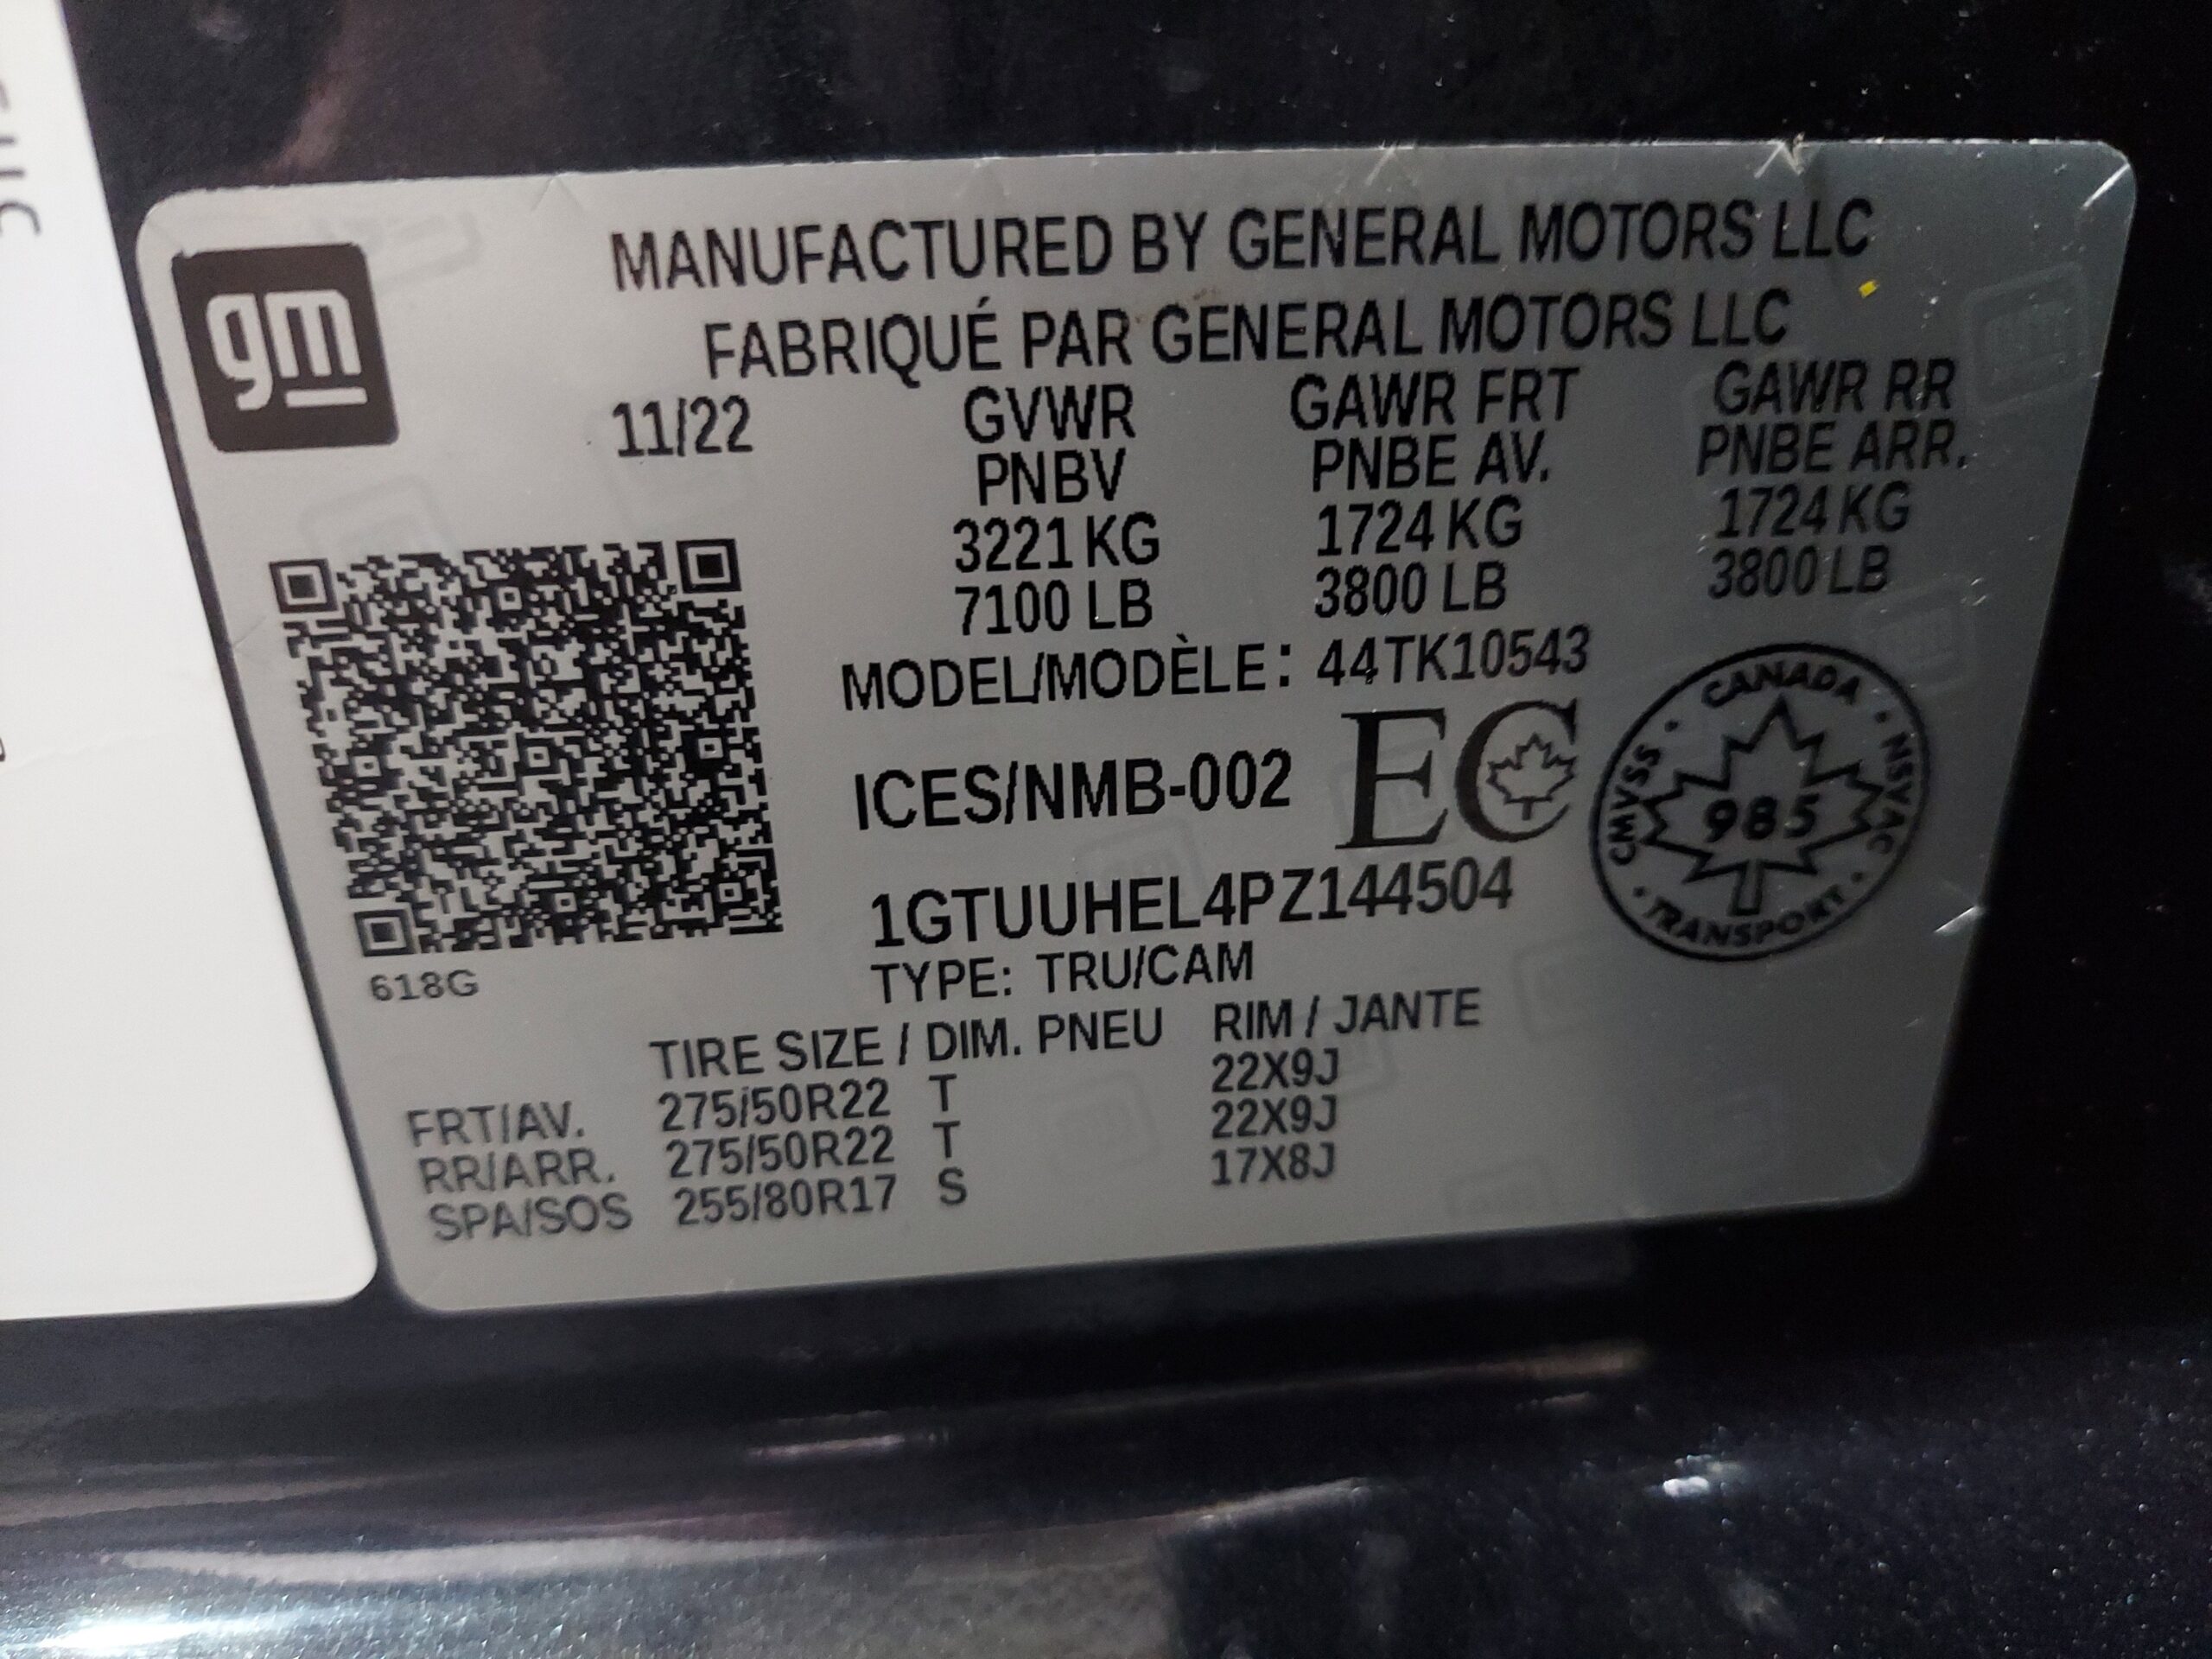 gm
MANUFACTURED BY GENERAL MOTORS LLC
FABRIQUÉ PAR GENERAL MOTORS LLC
11/22 GVWR GAWR FRT GAWR RR
PNBV PNBE AV. PNBE ARR.
3221 KG 1724 KG 1724 KG
7100 LB 3800 LB 3800 LB
MODEL/MODÈLE: 44TK10543
ICES/NMB-002 EC
CANADA · NSVAC · TRANSPORT · CMVSS ·
985
1GTUUHEL4PZ144504
618G
TYPE: TRU/CAM
TIRE SIZE / DIM. PNEU RIM / JANTE
FRT/AV. 275/50R22 T 22X9J
RR/ARR. 275/50R22 T 22X9J
SPA/SOS 255/80R17 S 17X8J